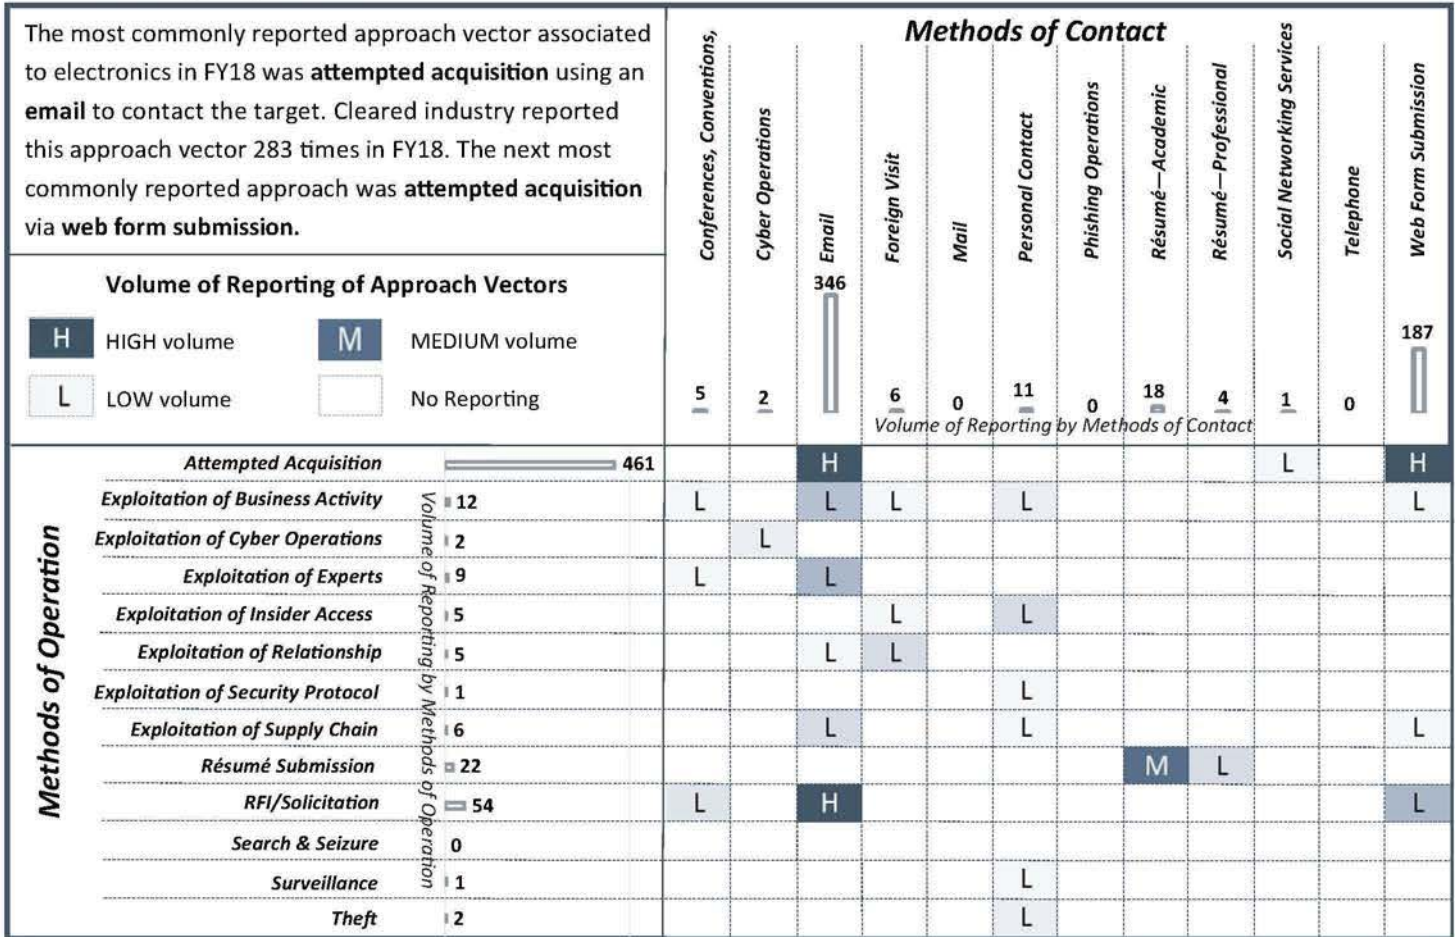 The most commonly reported approach vector associated
to electronics in FY18 was attempted acquisition using an
email to contact the target. Cleared industry reported
this approach vector 283 times in FY18. The next most
commonly reported approach was attempted acquisition
via web form submission.
Volume of Reporting of Approach Vectors
H HIGH volume M MEDIUM volume
L LOW volume No Reporting
Methods of Contact
Conferences, Conventions,
Cyber Operations
Email
Foreign Visit
Mail
Personal Contact
Phishing Operations
Résumé—Academic
Résumé—Professional
Social Networking Services
Telephone
Web Form Submission
5 2 346 6 0 11 0 18 4 1 0 187
Volume of Reporting by Methods of Contact
Methods of Operation
Volume of Reporting by Methods of Operation
Attempted Acquisition 461 H L H
Exploitation of Business Activity 12 L L L L L
Exploitation of Cyber Operations 2 L
Exploitation of Experts 9 L L
Exploitation of Insider Access 5 L L
Exploitation of Relationship 5 L L
Exploitation of Security Protocol 1 L
Exploitation of Supply Chain 6 L L L
Résumé Submission 22 M L
RFI/Solicitation 54 L H L
Search & Seizure 0
Surveillance 1 L
Theft 2 L